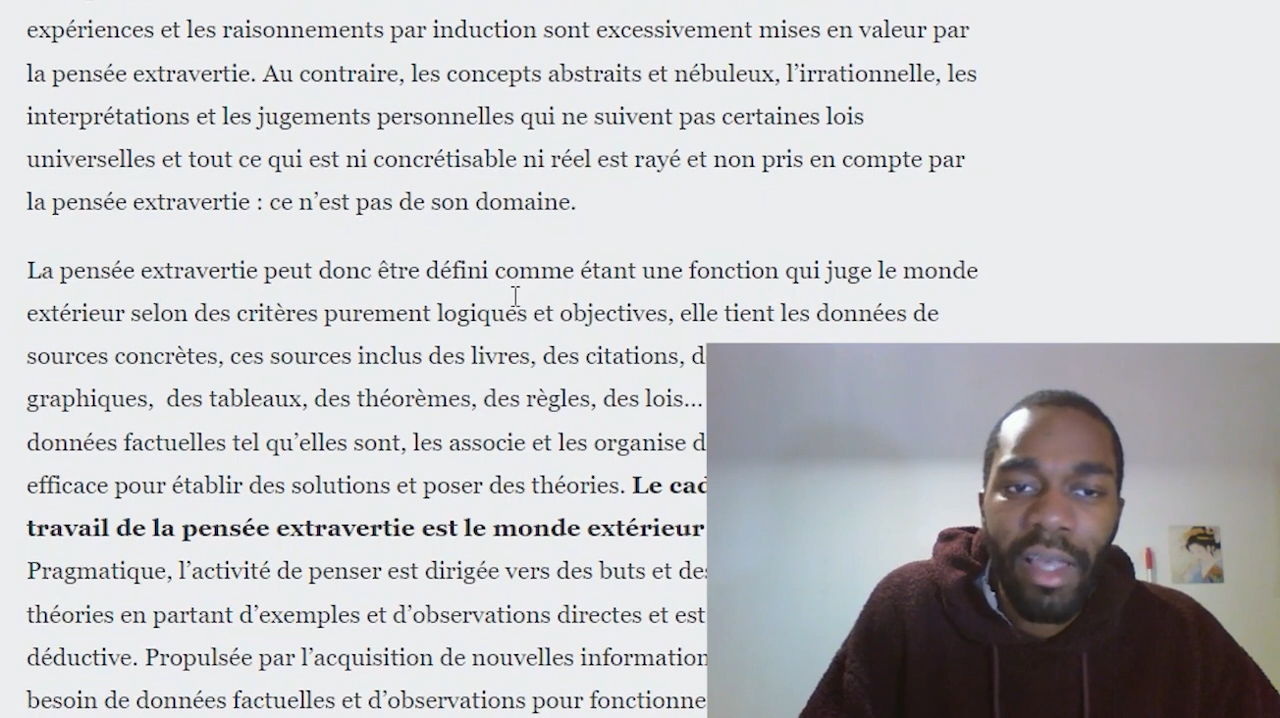 expériences et les raisonnements par induction sont excessivement mises en valeur par
la pensée extravertie. Au contraire, les concepts abstraits et nébuleux, l’irrationnelle, les
interprétations et les jugements personnelles qui ne suivent pas certaines lois
universelles et tout ce qui est ni concrétisable ni réel est rayé et non pris en compte par
la pensée extravertie : ce n’est pas de son domaine.
La pensée extravertie peut donc être défini comme étant une fonction qui juge le monde
extérieur selon des critères purement logiques et objectives, elle tient les données de
sources concrètes, ces sources inclus des livres, des citations, d
graphiques,  des tableaux, des théorèmes, des règles, des lois…
données factuelles tel qu’elles sont, les associe et les organise d
efficace pour établir des solutions et poser des théories. Le cad
travail de la pensée extravertie est le monde extérieur
Pragmatique, l’activité de penser est dirigée vers des buts et des
théories en partant d’exemples et d’observations directes et est
déductive. Propulsée par l’acquisition de nouvelles information
besoin de données factuelles et d’observations pour fonctionne